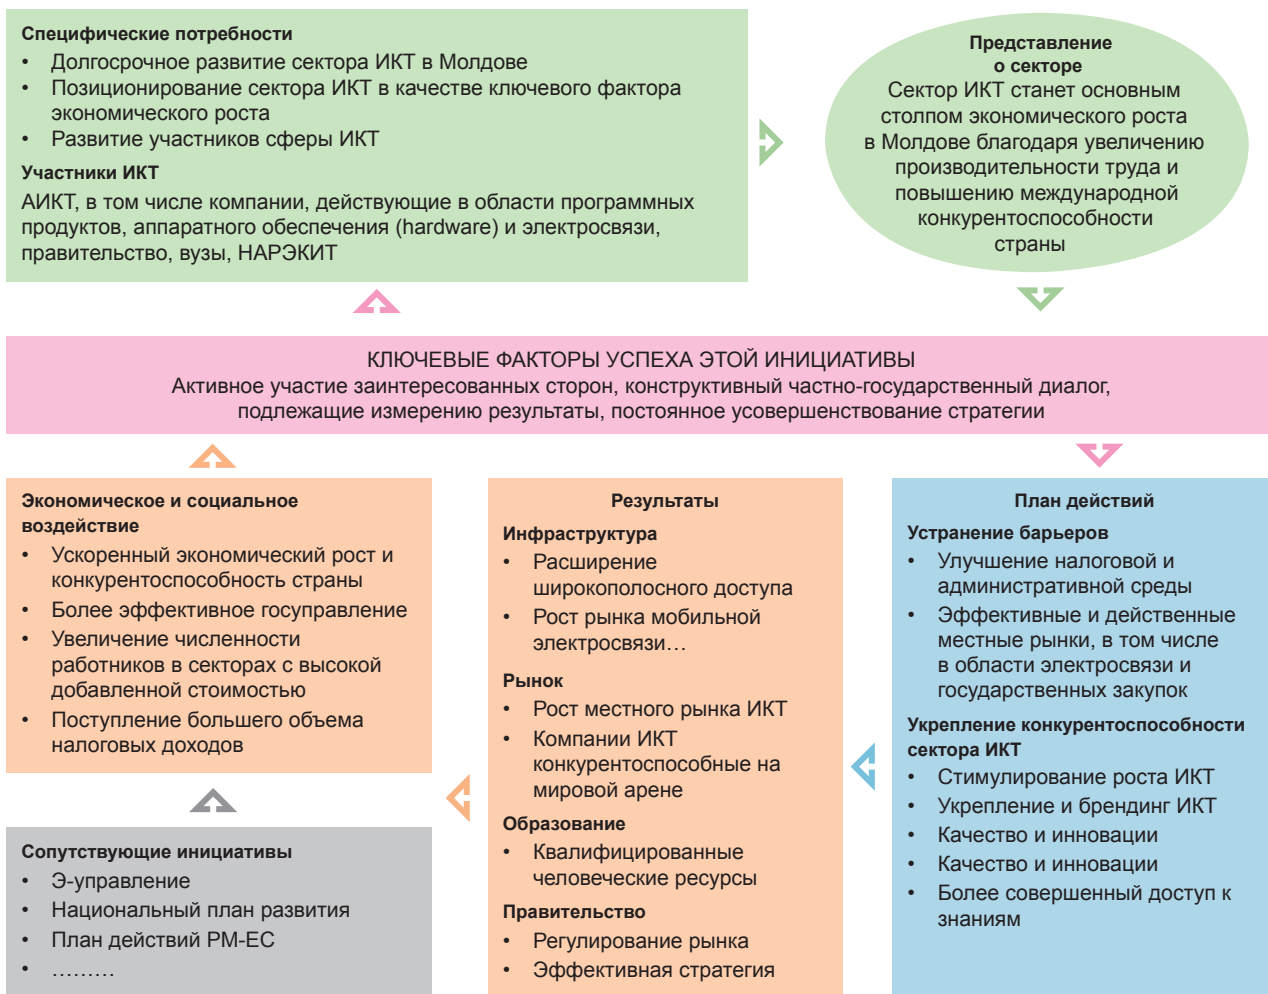 Специфические потребности
• Долгосрочное развитие сектора ИКТ в Молдове
• Позиционирование сектора ИКТ в качестве ключевого фактора
экономического роста
• Развитие участников сферы ИКТ
Участники ИКТ
АИКТ, в том числе компании, действующие в области программных
продуктов, аппаратного обеспечения (hardware) и электросвязи,
правительство, вузы, НАРЭКИТ
Представление
о секторе
Сектор ИКТ станет основным
столпом экономического роста
в Молдове благодаря увеличению
производительности труда и
повышению международной
конкурентоспособности
страны
КЛЮЧЕВЫЕ ФАКТОРЫ УСПЕХА ЭТОЙ ИНИЦИАТИВЫ
Активное участие заинтересованных сторон, конструктивный частно-государственный диалог,
подлежащие измерению результаты, постоянное усовершенствование стратегии
Экономическое и социальное
воздействие
• Ускоренный экономический рост и
конкурентоспособность страны
• Более эффективное госуправление
• Увеличение численности
работников в секторах с высокой
добавленной стоимостью
• Поступление большего объема
налоговых доходов
Сопутствующие инициативы
• Э-управление
• Национальный план развития
• План действий РМ-ЕС
• ………
Результаты
Инфраструктура
• Расширение
широкополосного доступа
• Рост рынка мобильной
электросвязи…
Рынок
• Рост местного рынка ИКТ
• Компании ИКТ
конкурентоспособные на
мировой арене
Образование
• Квалифицированные
человеческие ресурсы
Правительство
• Регулирование рынка
• Эффективная стратегия
План действий
Устранение барьеров
• Улучшение налоговой и
административной среды
• Эффективные и действенные
местные рынки, в том числе
в области электросвязи и
государственных закупок
Укрепление конкурентоспособности
сектора ИКТ
• Стимулирование роста ИКТ
• Укрепление и брендинг ИКТ
• Качество и инновации
• Качество и инновации
• Более совершенный доступ к
знаниям